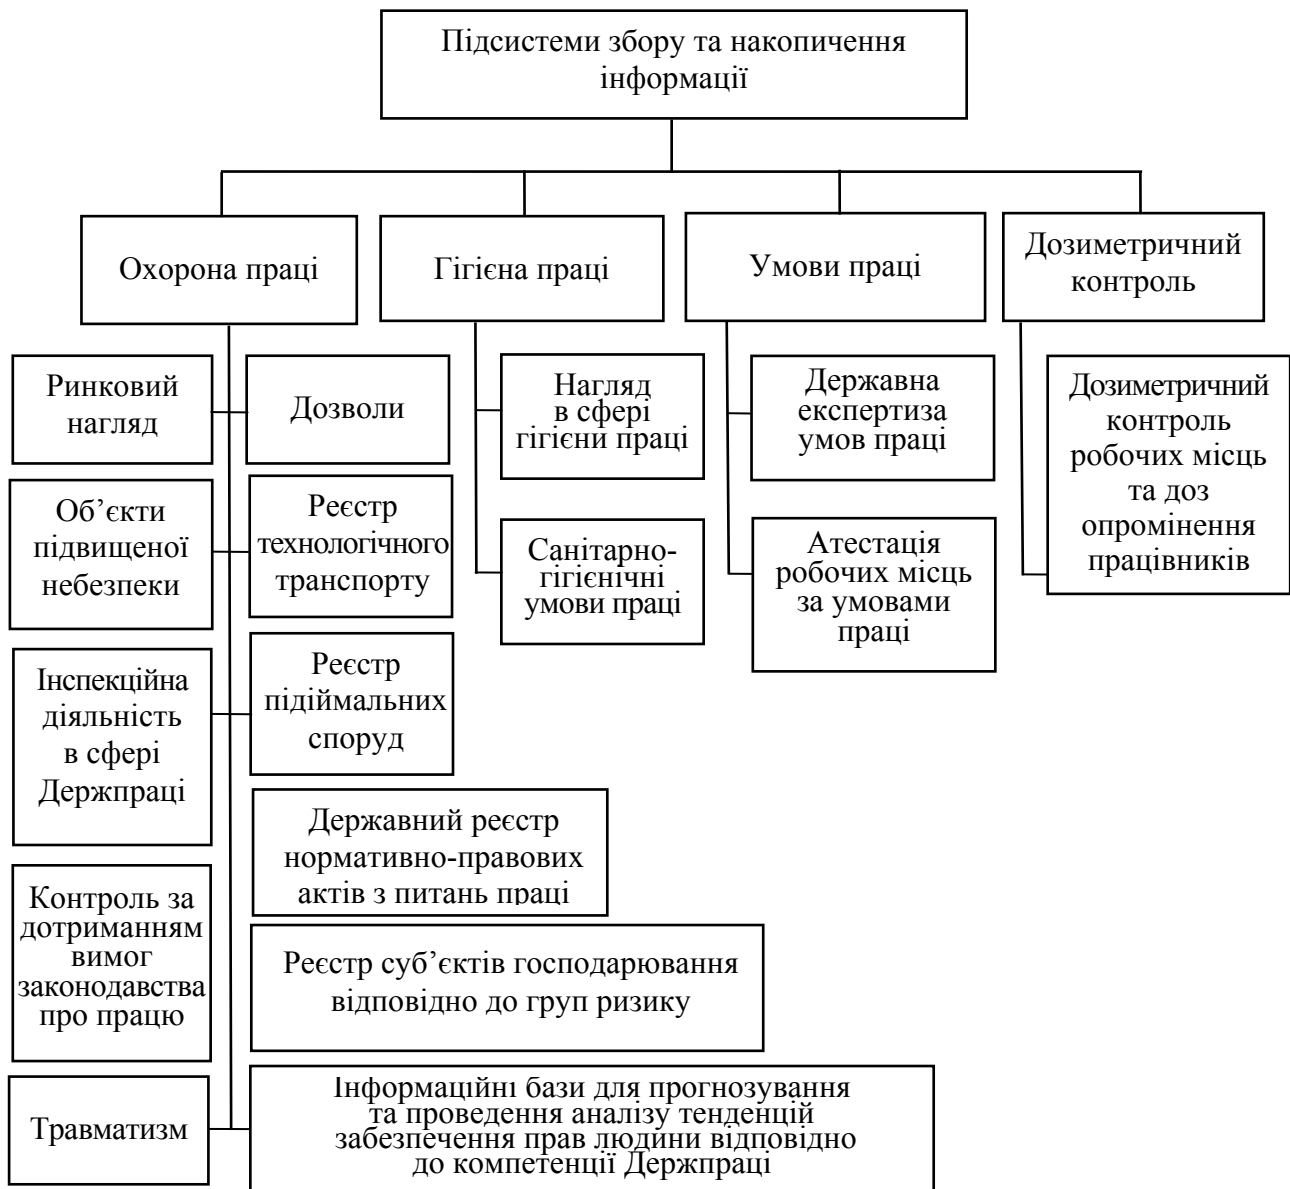 Підсистеми збору та накопичення
інформації
Охорона праці
Гігієна праці
Умови праці
Дозиметричний
контроль
Ринковий
нагляд
Дозволи
Нагляд
в сфері
гігієни праці
Державна
експертиза
умов праці
Дозиметричний
контроль
робочих місць
та доз
опромінення
працівників
Об’єкти
підвищеної
небезпеки
Реєстр
технологічного
транспорту
Санітарно-
гігієнічні
умови праці
Атестація
робочих місць
за умовами
праці
Інспекційна
діяльність
в сфері
Держпраці
Реєстр
підіймальних
споруд
Державний реєстр
нормативно-правових
актів з питань праці
Контроль за
дотриманням
вимог
законодавства
про працю
Реєстр суб’єктів господарювання
відповідно до груп ризику
Травматизм
Інформаційні бази для прогнозування
та проведення аналізу тенденцій
забезпечення прав людини відповідно
до компетенції Держпраці